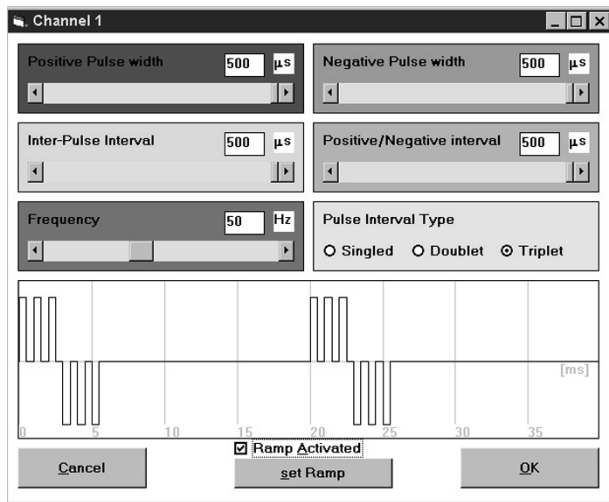 Channel 1
Positive Pulse width 500 µs
Negative Pulse width 500 µs
Inter-Pulse Interval 500 µs
Positive/Negative interval 500 µs
Frequency 50 Hz
Pulse Interval Type
Singled Doublet Triplet
[ms]
0 5 10 15 20 25 30 35
Ramp Activated
Cancel
set Ramp
OK